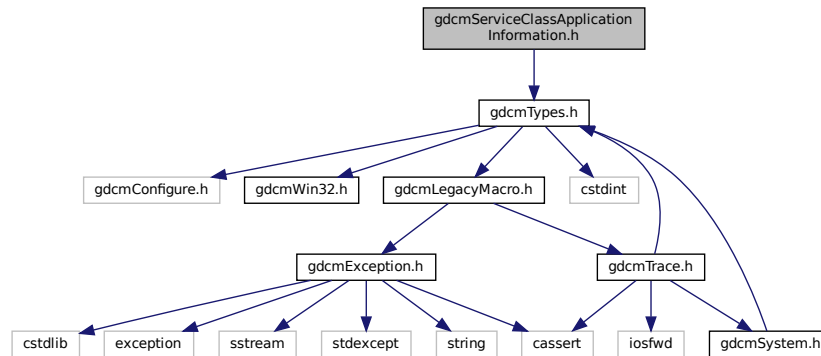 gdcmServiceClassApplication
Information.h
gdcmTypes.h
gdcmConfigure.h
gdcmWin32.h
gdcmLegacyMacro.h
cstdint
gdcmException.h
gdcmTrace.h
cstdlib
exception
sstream
stdexcept
string
cassert
iosfwd
gdcmSystem.h